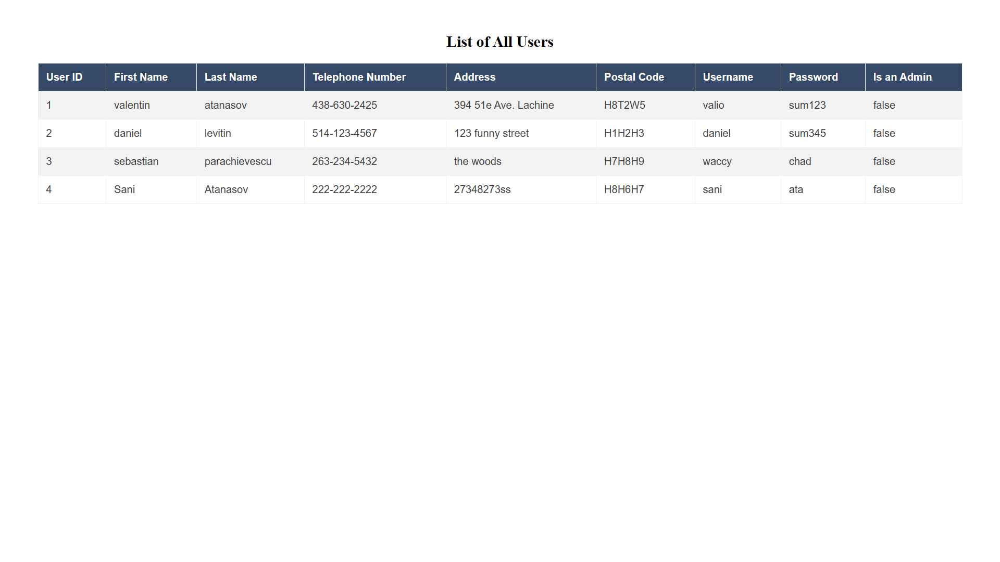 List of All Users
User ID First Name Last Name Telephone Number Address Postal Code Username Password Is an Admin
1 valentin atanasov 438-630-2425 394 51e Ave. Lachine H8T2W5 valio sum123 false
2 daniel levitin 514-123-4567 123 funny street H1H2H3 daniel sum345 false
3 sebastian parachievescu 263-234-5432 the woods H7H8H9 waccy chad false
4 Sani Atanasov 222-222-2222 27348273ss H8H6H7 sani ata false